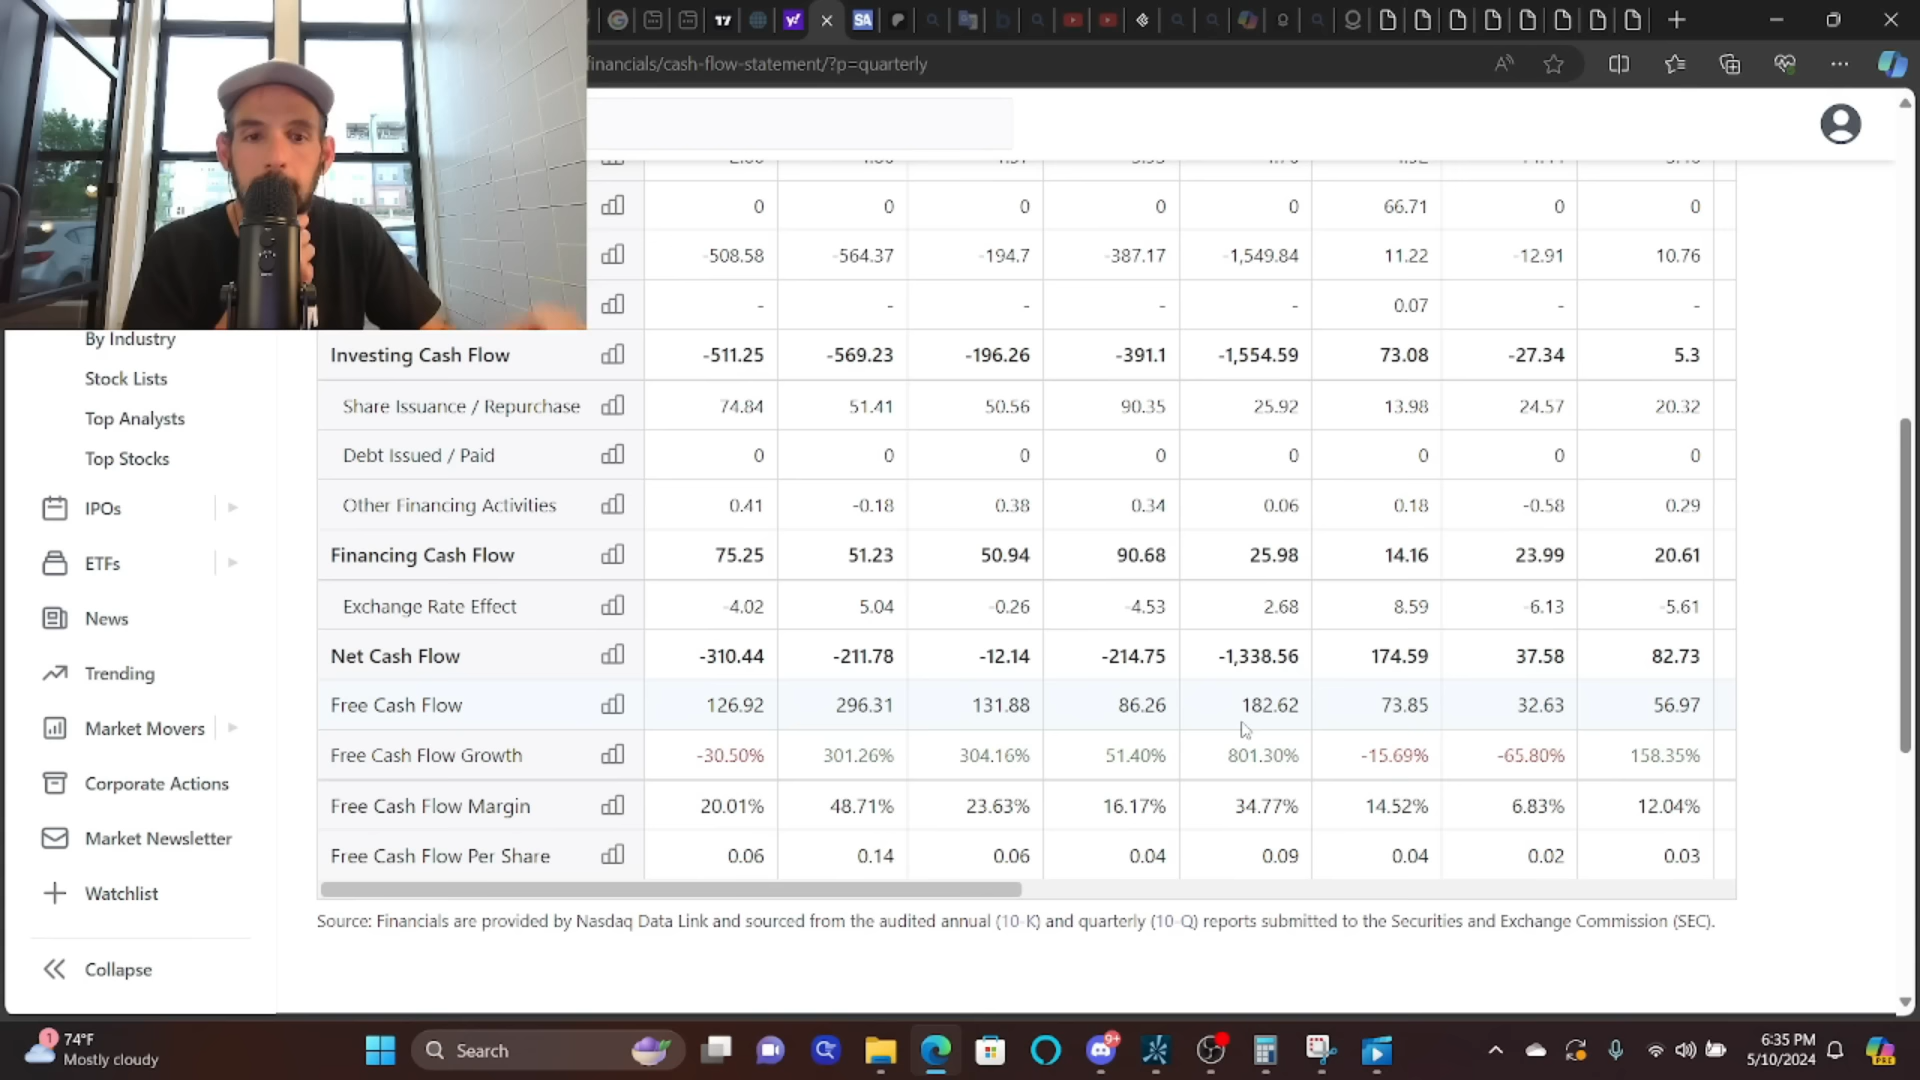 financials/cash-flow-statement/?p=quarterly
0 0 0 0 0 66.71 0 0
-508.58 -564.37 -194.7 -387.17 -1,549.84 11.22 -12.91 10.76
- - - - - 0.07 - -
By Industry
Stock Lists
Top Analysts
Top Stocks
IPOs
ETFs
News
Trending
Market Movers
Corporate Actions
Market Newsletter
Watchlist
Collapse
Investing Cash Flow -511.25 -569.23 -196.26 -391.1 -1,554.59 73.08 -27.34 5.3
Share Issuance / Repurchase 74.84 51.41 50.56 90.35 25.92 13.98 24.57 20.32
Debt Issued / Paid 0 0 0 0 0 0 0 0
Other Financing Activities 0.41 -0.18 0.38 0.34 0.06 0.18 -0.58 0.29
Financing Cash Flow 75.25 51.23 50.94 90.68 25.98 14.16 23.99 20.61
Exchange Rate Effect -4.02 5.04 -0.26 -4.53 2.68 8.59 -6.13 -5.61
Net Cash Flow -310.44 -211.78 -12.14 -214.75 -1,338.56 174.59 37.58 82.73
Free Cash Flow 126.92 296.31 131.88 86.26 182.62 73.85 32.63 56.97
Free Cash Flow Growth -30.50% 301.26% 304.16% 51.40% 801.30% -15.69% -65.80% 158.35%
Free Cash Flow Margin 20.01% 48.71% 23.63% 16.17% 34.77% 14.52% 6.83% 12.04%
Free Cash Flow Per Share 0.06 0.14 0.06 0.04 0.09 0.04 0.02 0.03
Source: Financials are provided by Nasdaq Data Link and sourced from the audited annual (10-K) and quarterly (10-Q) reports submitted to the Securities and Exchange Commission (SEC).
1
74°F
Mostly cloudy
Search
9+
6:35 PM
5/10/2024